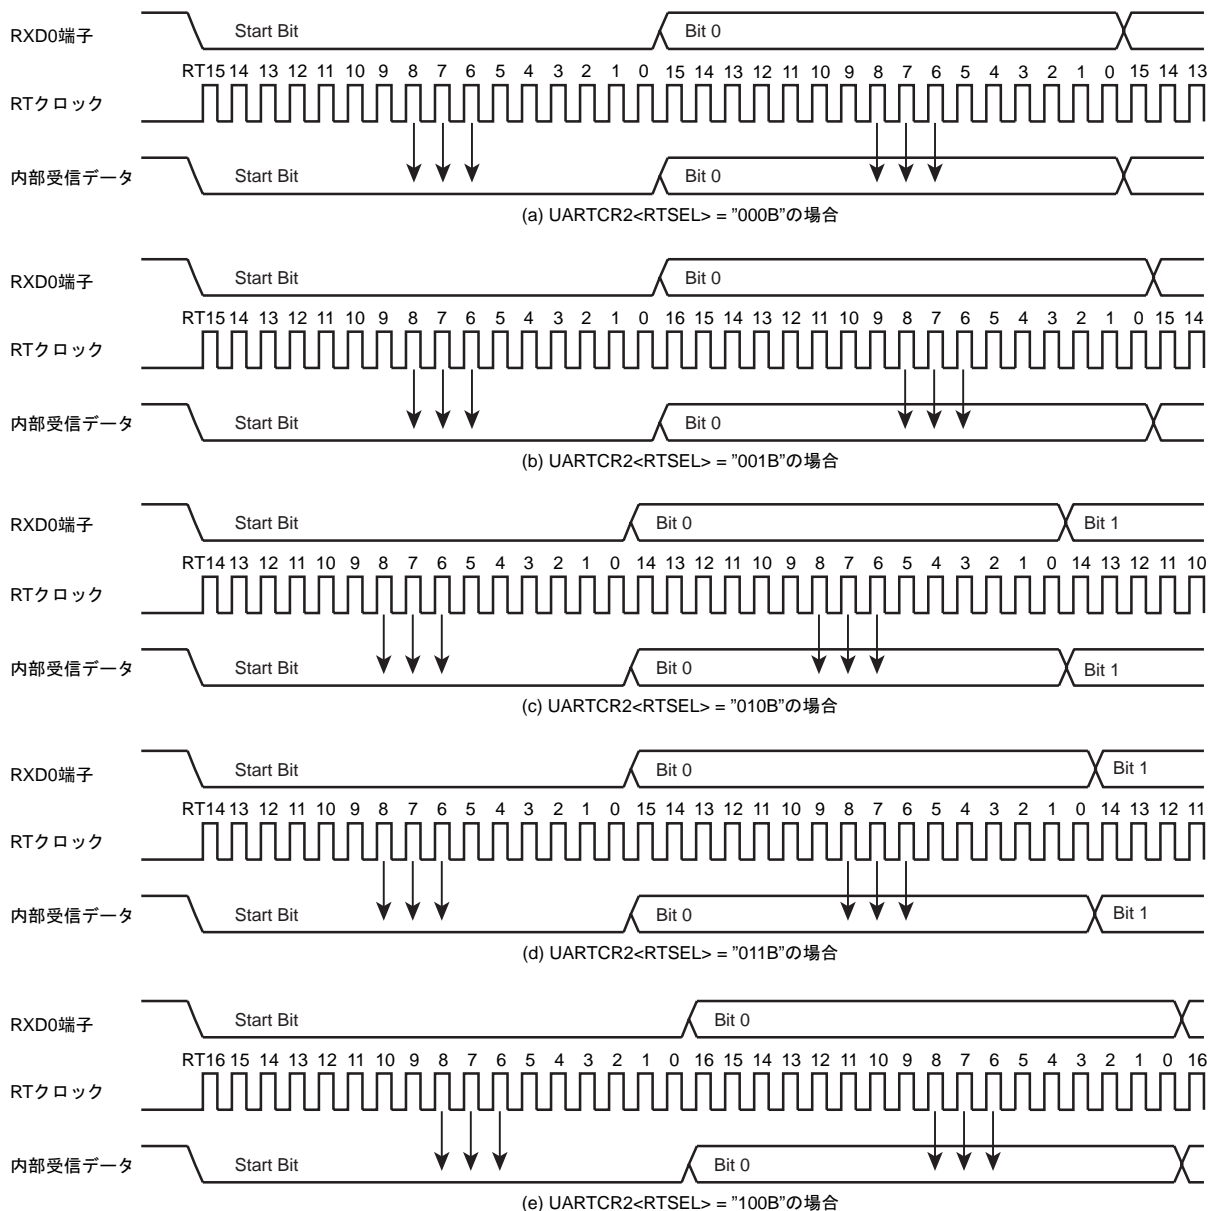 RXD0端子 Start Bit Bit 0
RT15 14 13 12 11 10 9 8 7 6 5 4 3 2 1 0 15 14 13 12 11 10 9 8 7 6 5 4 3 2 1 0 15 14 13
RTクロック
内部受信データ Start Bit Bit 0
(a) UARTCR2<RTSEL> = "000B"の場合
RXD0端子 Start Bit Bit 0
RT15 14 13 12 11 10 9 8 7 6 5 4 3 2 1 0 16 15 14 13 12 11 10 9 8 7 6 5 4 3 2 1 0 15 14
RTクロック
内部受信データ Start Bit Bit 0
(b) UARTCR2<RTSEL> = "001B"の場合
RXD0端子 Start Bit Bit 0 Bit 1
RT14 13 12 11 10 9 8 7 6 5 4 3 2 1 0 14 13 12 11 10 9 8 7 6 5 4 3 2 1 0 14 13 12 11 10
RTクロック
内部受信データ Start Bit Bit 0 Bit 1
(c) UARTCR2<RTSEL> = "010B"の場合
RXD0端子 Start Bit Bit 0 Bit 1
RT14 13 12 11 10 9 8 7 6 5 4 3 2 1 0 15 14 13 12 11 10 9 8 7 6 5 4 3 2 1 0 14 13 12 11
RTクロック
内部受信データ Start Bit Bit 0 Bit 1
(d) UARTCR2<RTSEL> = "011B"の場合
RXD0端子 Start Bit Bit 0
RT16 15 14 13 12 11 10 9 8 7 6 5 4 3 2 1 0 16 15 14 13 12 11 10 9 8 7 6 5 4 3 2 1 0 16
RTクロック
内部受信データ Start Bit Bit 0
(e) UARTCR2<RTSEL> = "100B"の場合